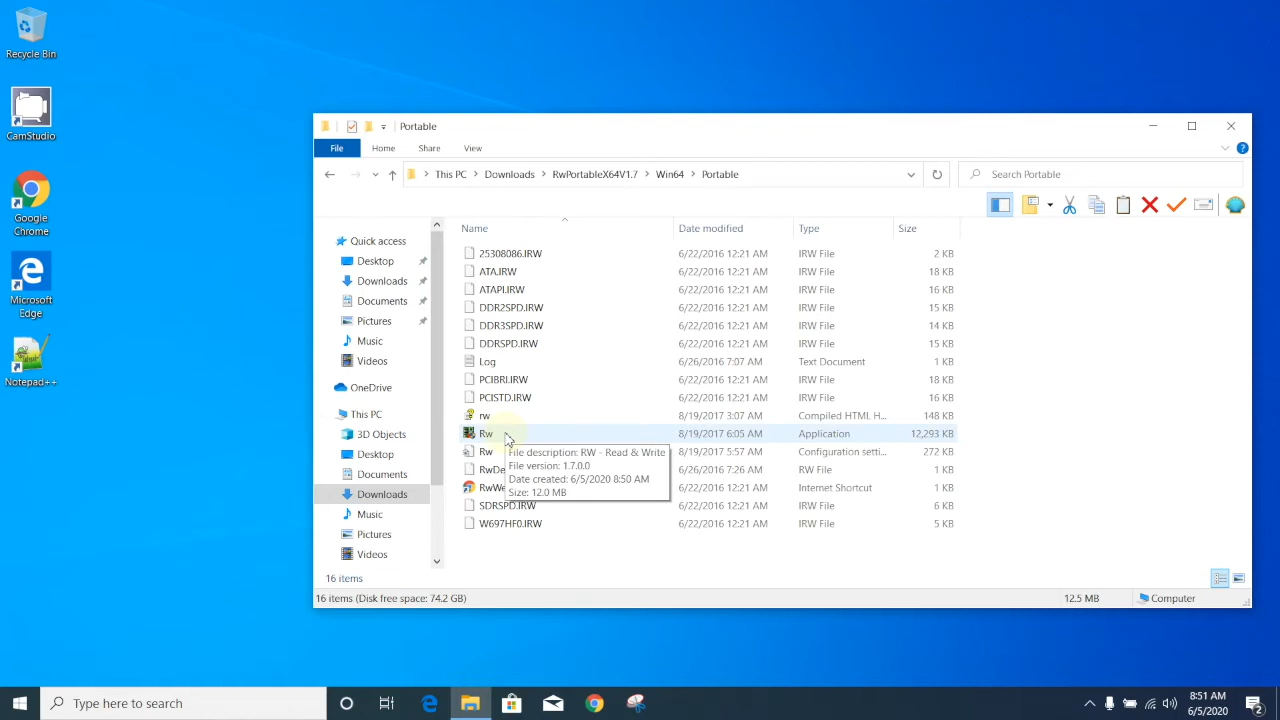 Recycle Bin
CamStudio
Google
Chrome
Microsoft
Edge
Notepad++
Portable
File Home Share View
This PC Downloads RwPortableX64V1.7 Win64 Portable
Search Portable
Quick access
Desktop
Downloads
Documents
Pictures
Music
Videos
OneDrive
This PC
3D Objects
Desktop
Documents
Downloads
Music
Pictures
Videos
Name Date modified Type Size
25308086.IRW 6/22/2016 12:21 AM IRW File 2 KB
ATA.IRW 6/22/2016 12:21 AM IRW File 18 KB
ATAPI.IRW 6/22/2016 12:21 AM IRW File 16 KB
DDR2SPD.IRW 6/22/2016 12:21 AM IRW File 15 KB
DDR3SPD.IRW 6/22/2016 12:21 AM IRW File 14 KB
DDRSPD.IRW 6/22/2016 12:21 AM IRW File 15 KB
Log 6/26/2016 7:07 AM Text Document 1 KB
PCIBRI.IRW 6/22/2016 12:21 AM IRW File 18 KB
PCISTD.IRW 6/22/2016 12:21 AM IRW File 16 KB
rw 8/19/2017 3:07 AM Compiled HTML H... 148 KB
Rw 8/19/2017 6:05 AM Application 12,293 KB
Rw 8/19/2017 5:57 AM Configuration setti... 272 KB
RwDe 6/26/2016 7:26 AM RW File 1 KB
RwWe 6/22/2016 12:21 AM Internet Shortcut 1 KB
SDRSPD.IRW 6/22/2016 12:21 AM IRW File 6 KB
W697HF0.IRW 6/22/2016 12:21 AM IRW File 5 KB
File description: RW - Read & Write
File version: 1.7.0.0
Date created: 6/5/2020 8:50 AM
Size: 12.0 MB
16 items
16 items (Disk free space: 74.2 GB) 12.5 MB Computer
Type here to search
8:51 AM
6/5/2020
2